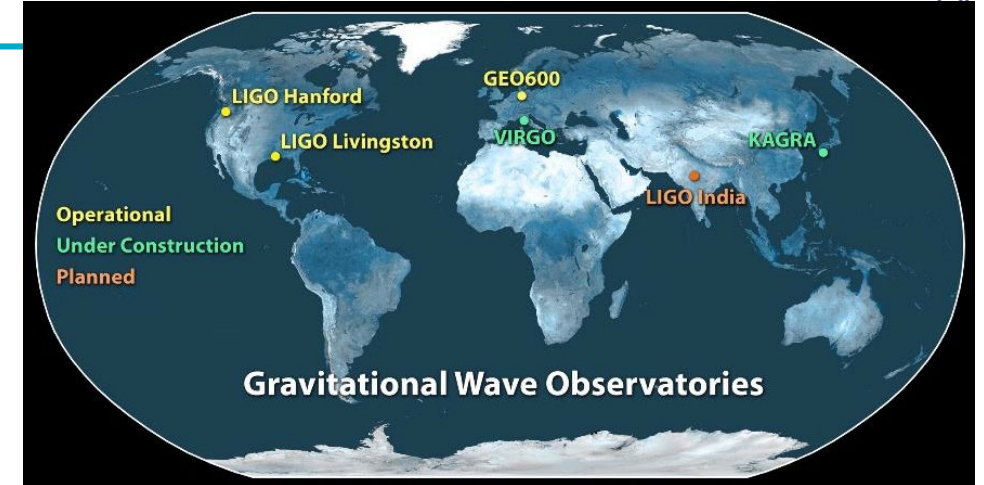 GEO600
LIGO Hanford
VIRGO
KAGRA
LIGO Livingston
LIGO India
Operational
Under Construction
Planned
Gravitational Wave Observatories